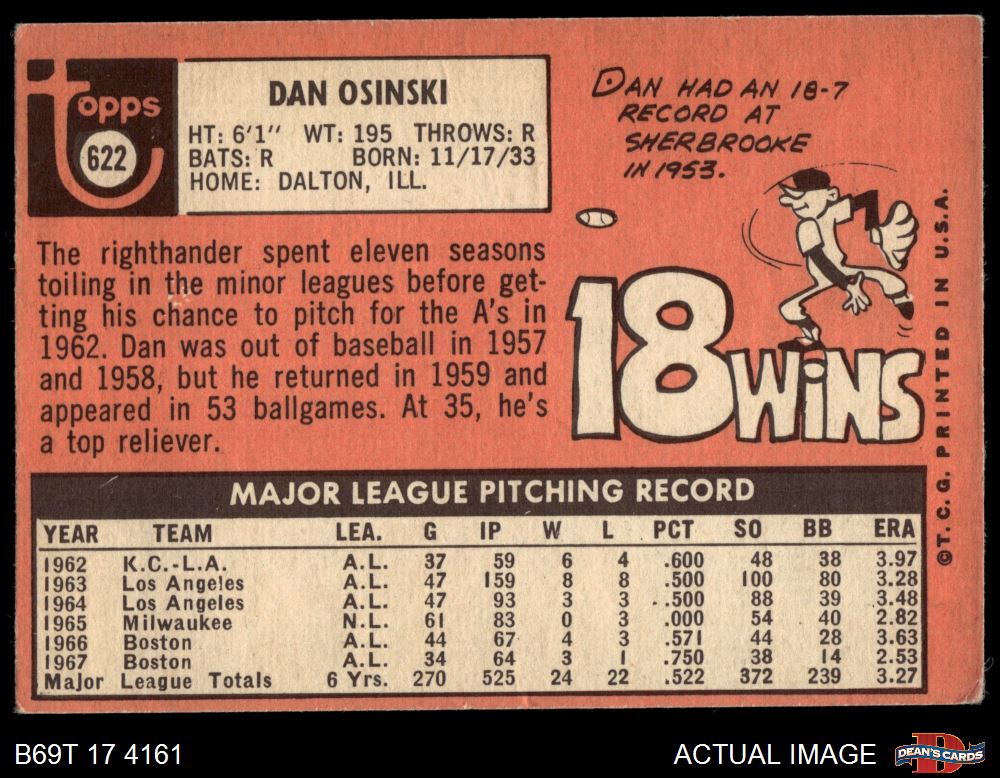 Topps
622
DAN OSINSKI
HT: 6'1" WT: 195 THROWS: R
BATS: R BORN: 11/17/33
HOME: DALTON, ILL.
The righthander spent eleven seasons
toiling in the minor leagues before get-
ting his chance to pitch for the A's in
1962. Dan was out of baseball in 1957
and 1958, but he returned in 1959 and
appeared in 53 ballgames. At 35, he's
a top reliever.
DAN HAD AN 18-7
RECORD AT
SHERBROOKE
IN 1953.
18 WINS
©T. C. G. PRINTED IN U.S.A.
MAJOR LEAGUE PITCHING RECORD
YEAR TEAM LEA. G IP W L PCT SO BB ERA
1962 K.C.-L.A. A.L. 37 59 6 4 .600 48 38 3.97
1963 Los Angeles A.L. 47 159 8 8 .500 100 80 3.28
1964 Los Angeles A.L. 47 93 3 3 .500 88 39 3.48
1965 Milwaukee N.L. 61 83 0 3 .000 54 40 2.82
1966 Boston A.L. 44 67 4 3 .571 44 28 3.63
1967 Boston A.L. 34 64 3 1 .750 38 14 2.53
Major League Totals 6 Yrs. 270 525 24 22 .522 372 239 3.27
B69T 17 4161
ACTUAL IMAGE
DEAN'S CARDS